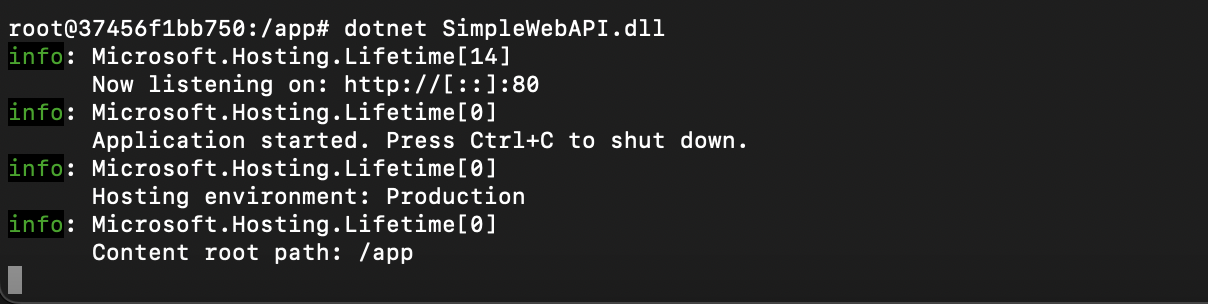 root@37456f1bb750:/app# dotnet SimpleWebAPI.dll
info: Microsoft.Hosting.Lifetime[14]
      Now listening on: http://[::]:80
info: Microsoft.Hosting.Lifetime[0]
      Application started. Press Ctrl+C to shut down.
info: Microsoft.Hosting.Lifetime[0]
      Hosting environment: Production
info: Microsoft.Hosting.Lifetime[0]
      Content root path: /app